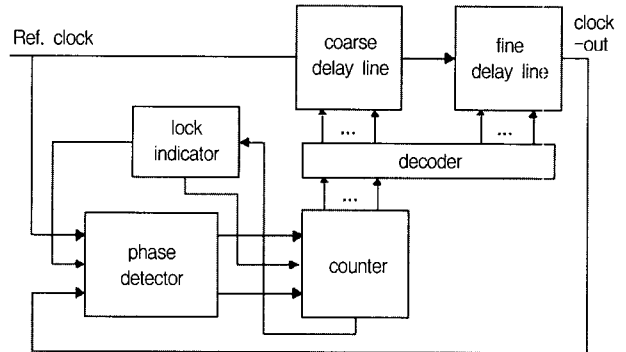 Ref. clock
coarse
delay line
fine
delay line
clock
-out
lock
indicator
...
...
decoder
...
phase
detector
counter